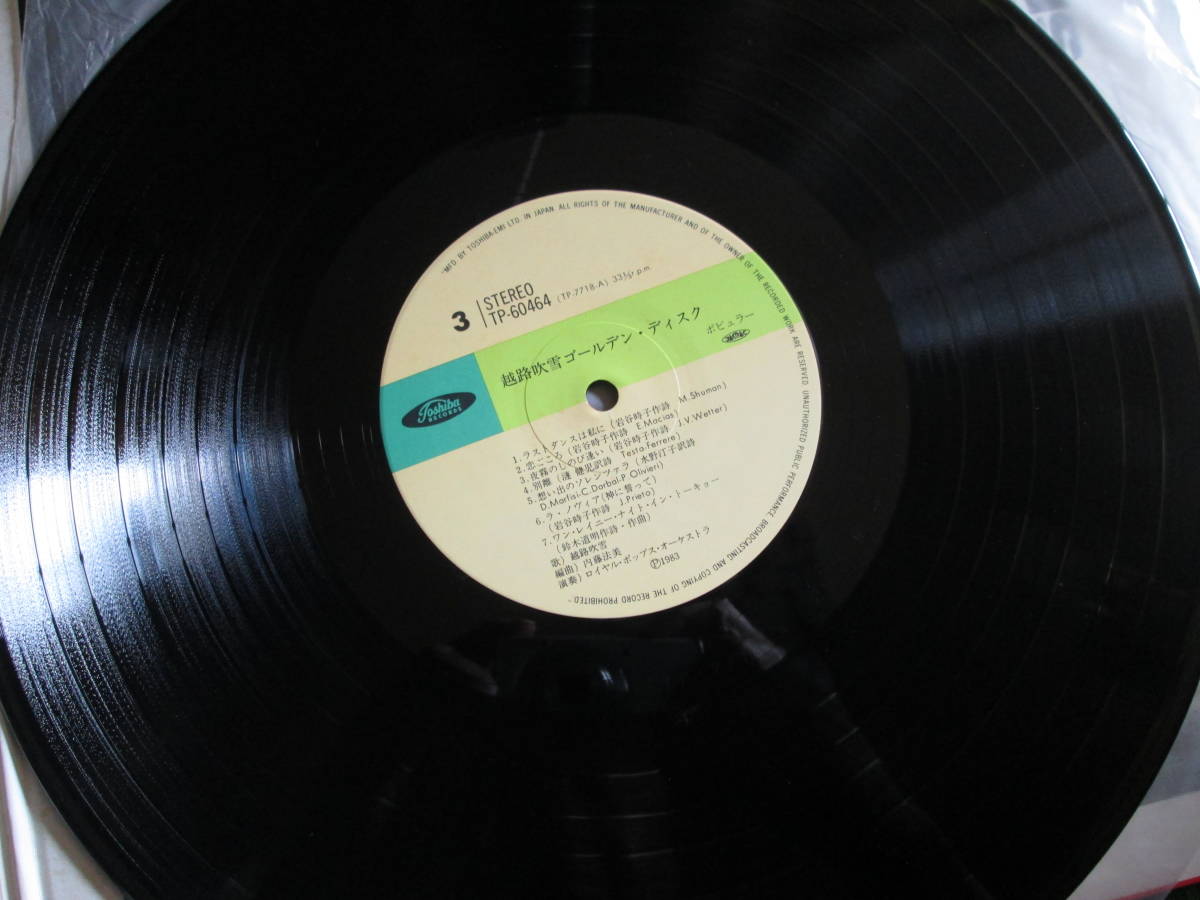 "MFD. BY TOSHIBA-EMI LTD. IN JAPAN. ALL RIGHTS OF THE MANUFACTURER AND OF THE OWNER OF THE RECORDED WORK ARE RESERVED. UNAUTHORIZED PUBLIC PERFORMANCE, BROADCASTING AND COPYING OF THE RECORD PROHIBITED"
3
STEREO
TP-60464 (TP-7718-A) 33⅓r.p.m.
越路吹雪ゴールデン・ディスク
ポピュラー
Toshiba
RECORDS
1.ラストダンスは私に(岩谷時子作詩 M.Shuman)
2.恋ごころ(岩谷時子作詩 E.Macias)
3.夜霧のしのび逢い(岩谷時子作詩 J.V.Wetter)
4.別離(漣健児訳詩 Testa.Ferrere)
5.想い出のソレンツァラ(水野汀子訳詩
D.Marfisi-C.Darbal-P.Olivieri)
6.ラ・ノヴィア(神に誓って)
(岩谷時子作詩 J.Prieto)
7.ワン・レイニー・ナイト・イン・トーキョー
(鈴木道明作詩・作曲)
歌)越路吹雪
編曲)内藤法美
演奏)ロイヤル・ポップス・オーケストラ
Ⓟ1983